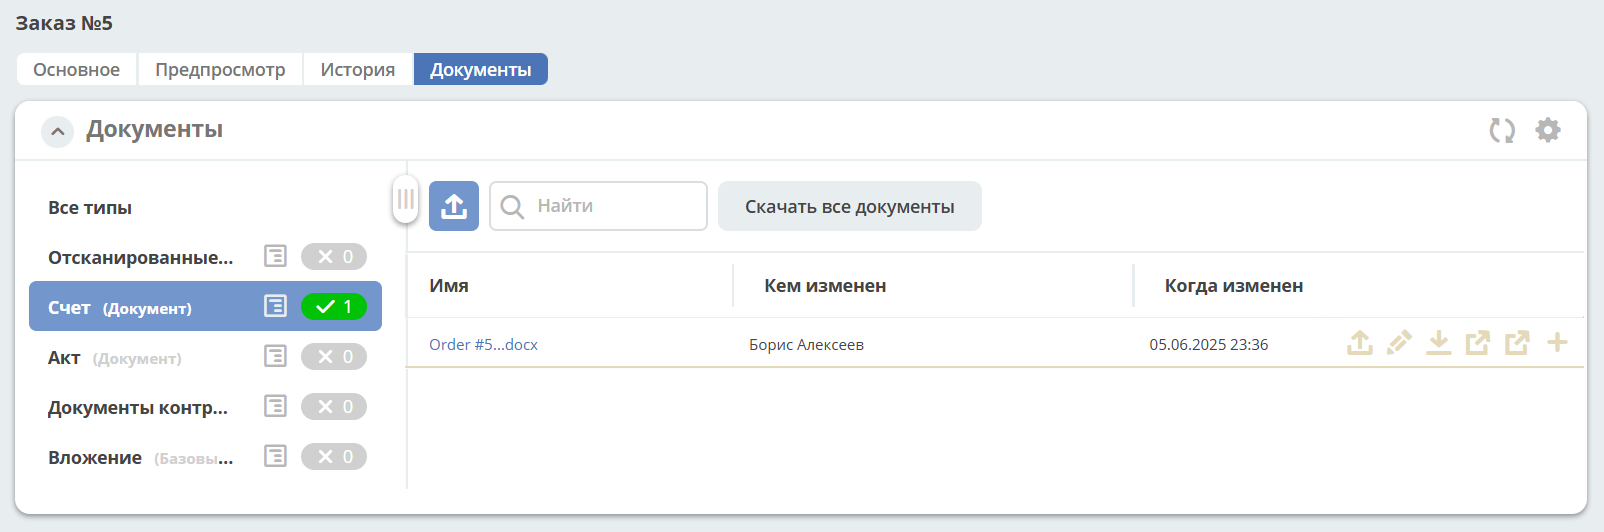 Заказ №5
Основное Предпросмотр История Документы
Документы
Все типы
Отсканированные... 0
Счет (Документ) 1
Акт (Документ) 0
Документы контр... 0
Вложение (Базовы... 0
Найти Скачать все документы
Имя Кем изменен Когда изменен
Order #5...docx Борис Алексеев 05.06.2025 23:36